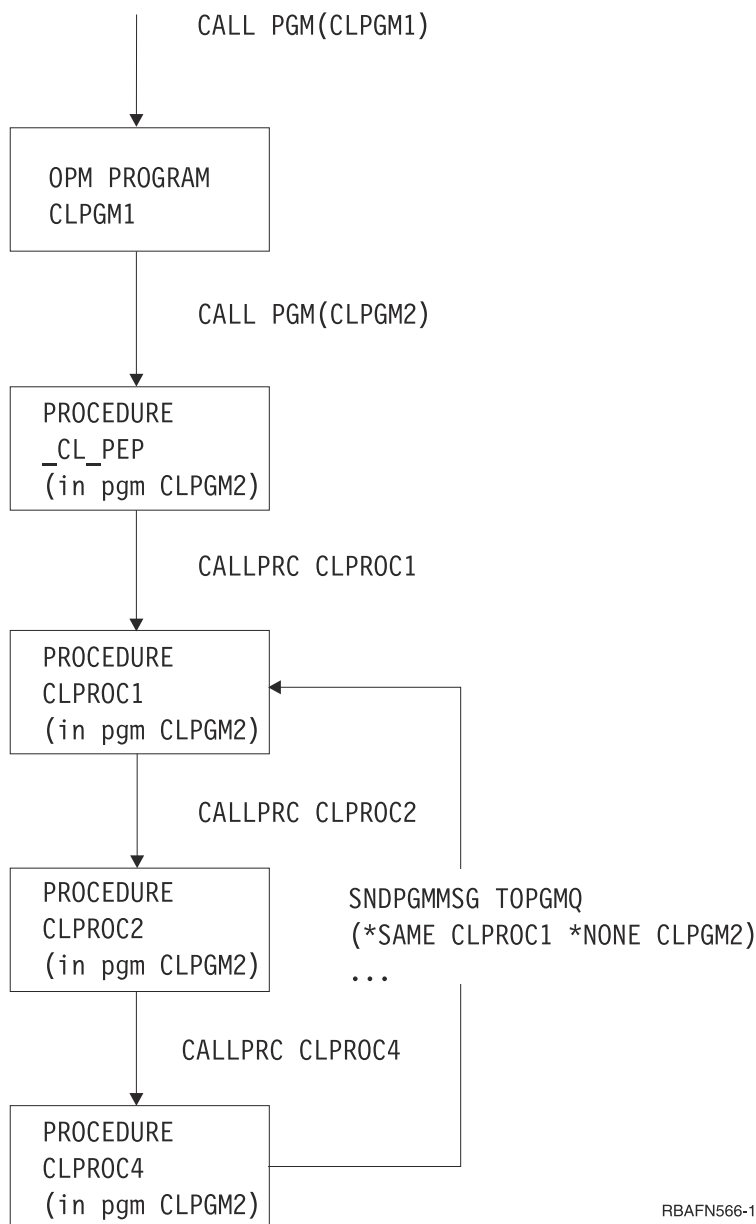 CALL PGM(CLPGM1)
OPM PROGRAM
CLPGM1
CALL PGM(CLPGM2)
PROCEDURE
_CL_PEP
(in pgm CLPGM2)
CALLPRC CLPROC1
PROCEDURE
CLPROC1
(in pgm CLPGM2)
CALLPRC CLPROC2
PROCEDURE
CLPROC2
(in pgm CLPGM2)
SNDPGMMSG TOPGMQ
(*SAME CLPROC1 *NONE CLPGM2)
...
CALLPRC CLPROC4
PROCEDURE
CLPROC4
(in pgm CLPGM2)
RBAFN566-1